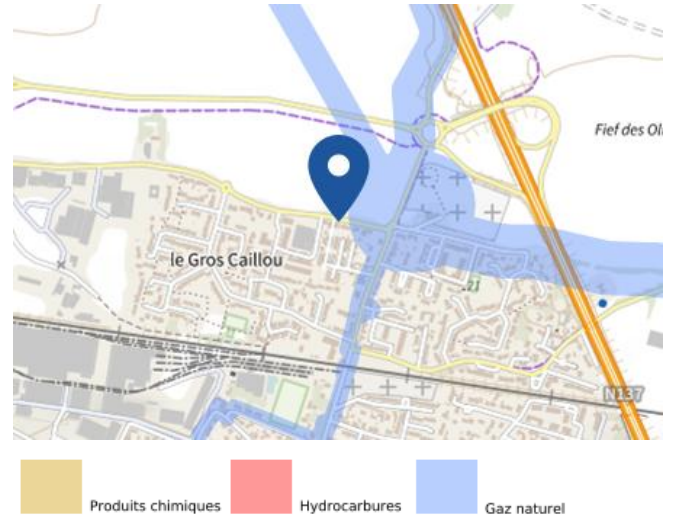 Fief des Ol
le Gros Caillou
21
N137
Produits chimiques
Hydrocarbures
Gaz naturel